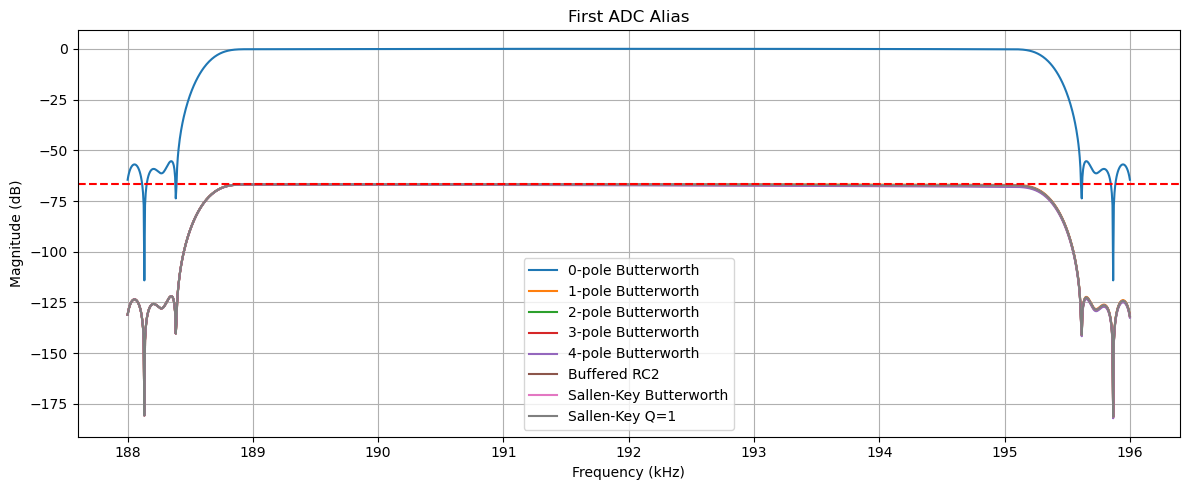 First ADC Alias
Magnitude (dB)
0
−25
−50
−75
−100
−125
−150
−175
0-pole Butterworth
1-pole Butterworth
2-pole Butterworth
3-pole Butterworth
4-pole Butterworth
Buffered RC2
Sallen-Key Butterworth
Sallen-Key Q=1
188 189 190 191 192 193 194 195 196
Frequency (kHz)